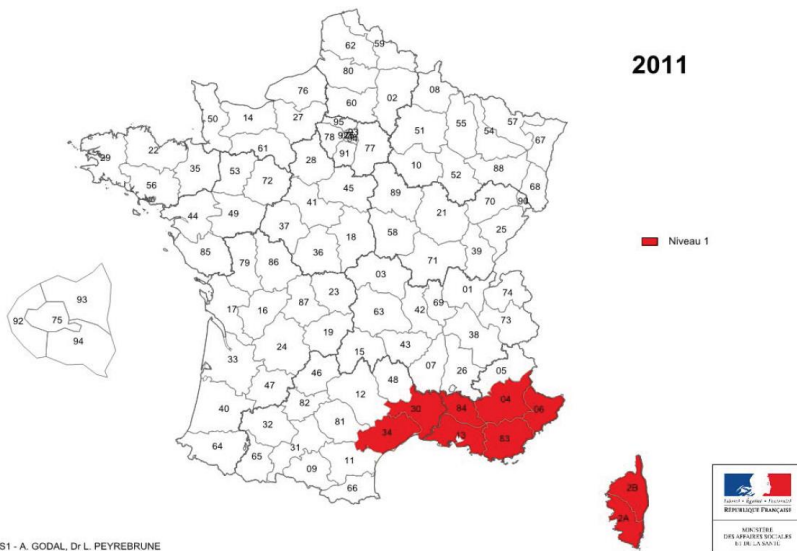 2011
62 59
80
76 02 08
60
50 14 27 95 51 55 54 57 67
78 77
29 22 61 91
35 53 28 10 52 88 68
56 72 45 89 70 90
41 21
44 49 25
37 18 58 39
85 36 71
79 86
03 01 74
93 23
87 69
17 16 63 42 73
92 75 38
94 19 43
24
33 15 07 26 05
46 48
47 12
40 82 30 84 04 06
32 81 34
64 31 13 83
65 09 11
66
2B
2A
Niveau 1
Liberté • Égalité • Fraternité
RÉPUBLIQUE FRANÇAISE
MINISTÈRE
DES AFFAIRES SOCIALES
ET DE LA SANTÉ
S1 - A. GODAL, Dr L. PEYREBRUNE